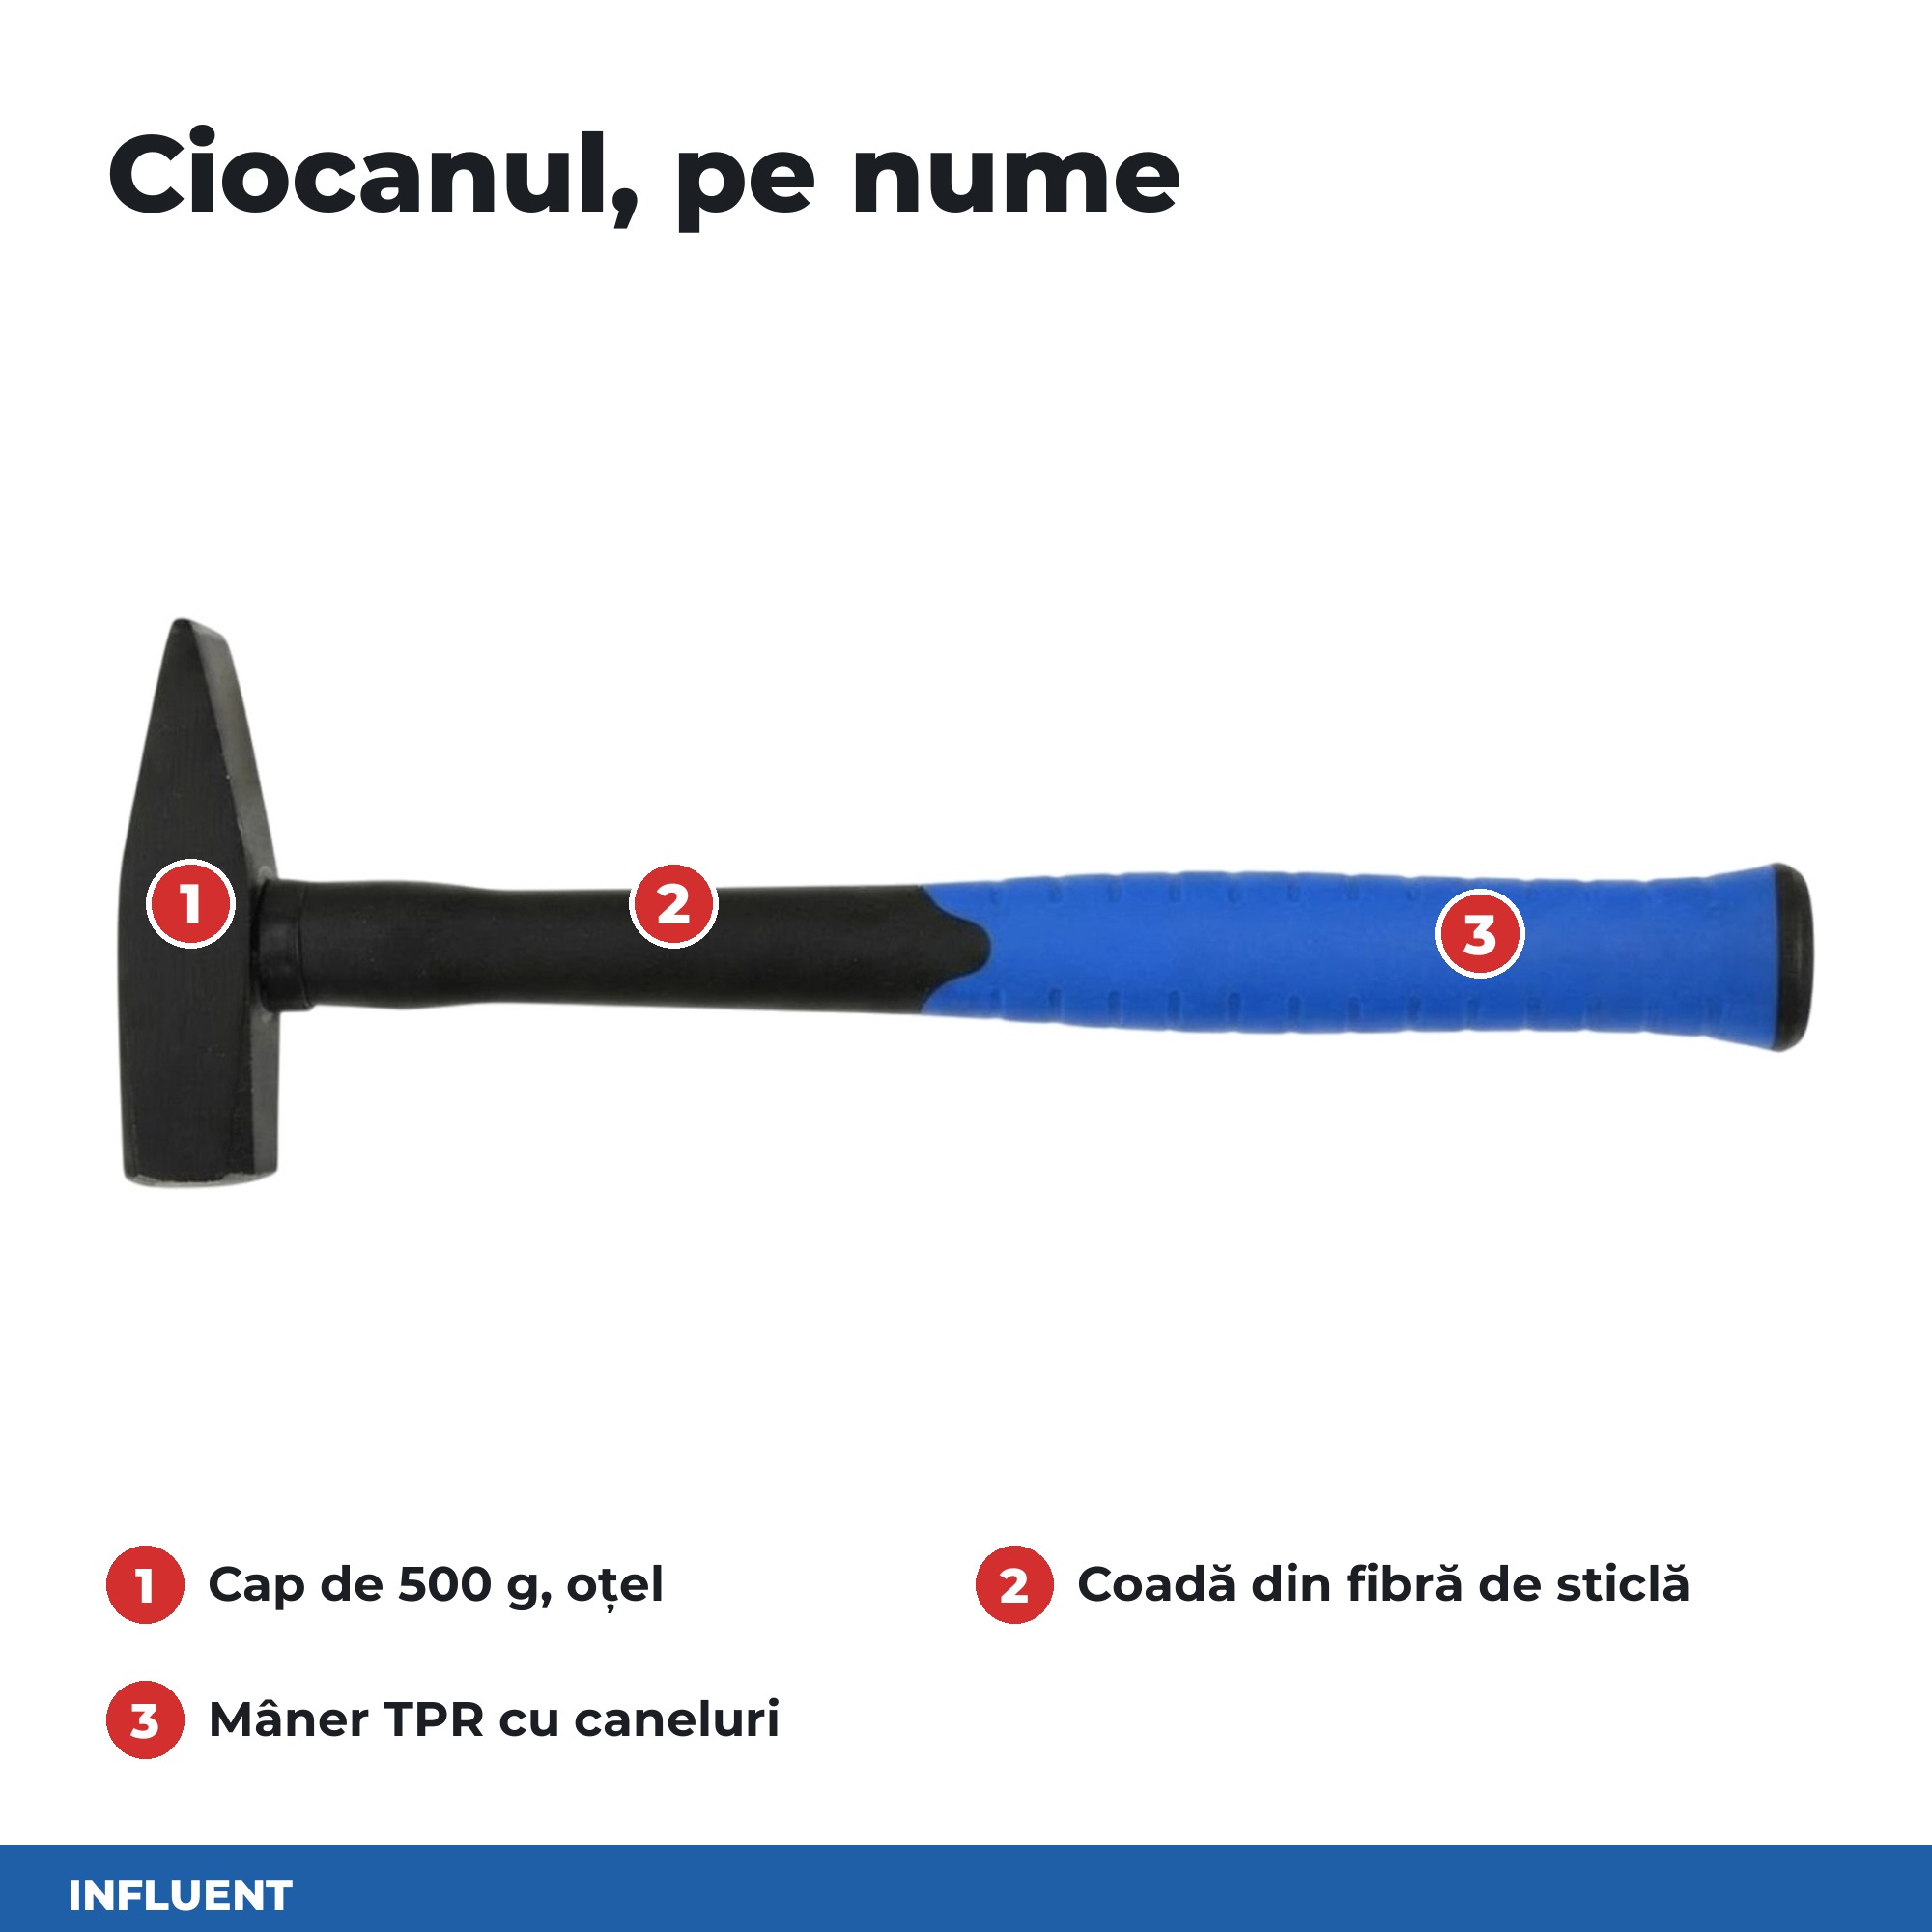 Ciocanul, pe nume
1
2
3
1 Cap de 500 g, oțel
2 Coadă din fibră de sticlă
3 Mâner TPR cu caneluri
INFLUENT